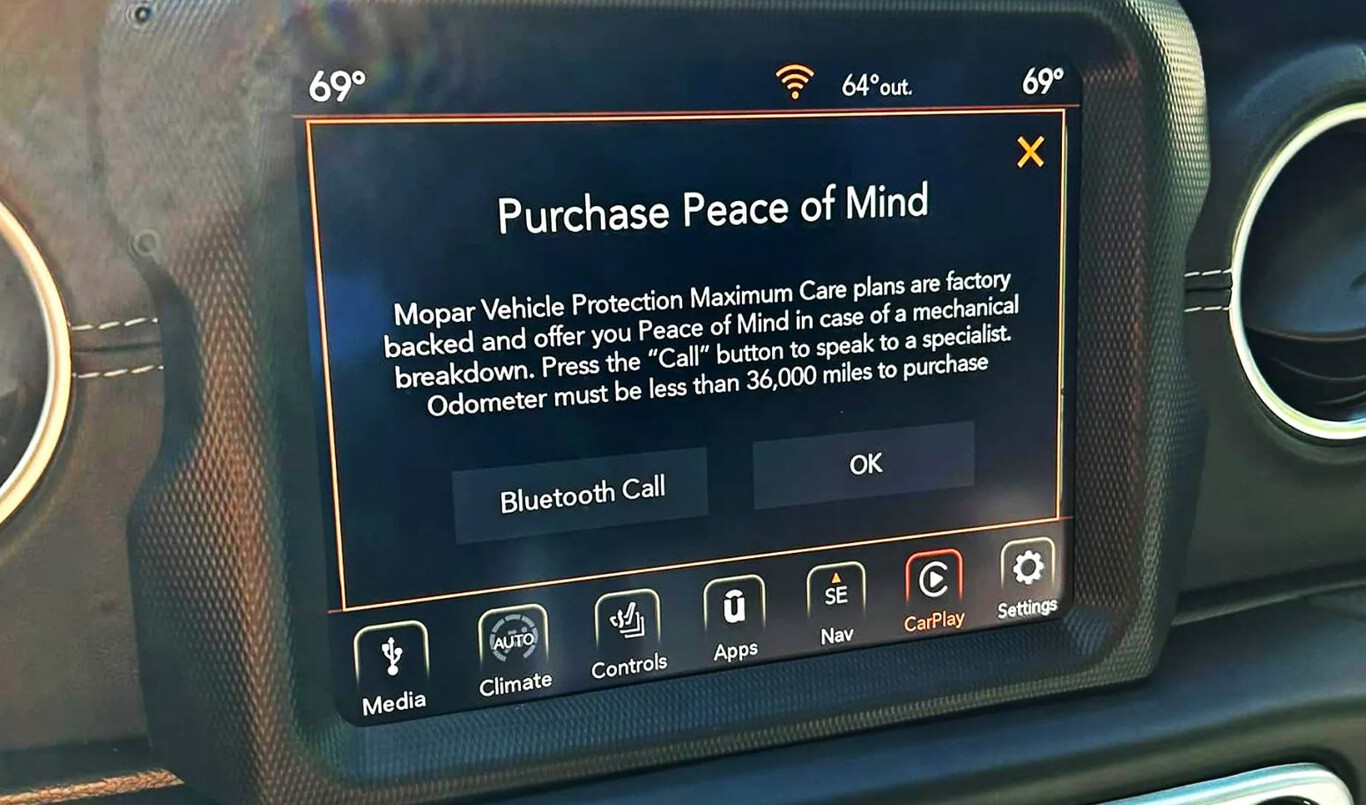 69° 64°out. 69°
Purchase Peace of Mind
Mopar Vehicle Protection Maximum Care plans are factory
backed and offer you Peace of Mind in case of a mechanical
breakdown. Press the “Call” button to speak to a specialist.
Odometer must be less than 36,000 miles to purchase
Bluetooth Call OK
AUTO SE
Media Climate Controls Apps Nav CarPlay Settings